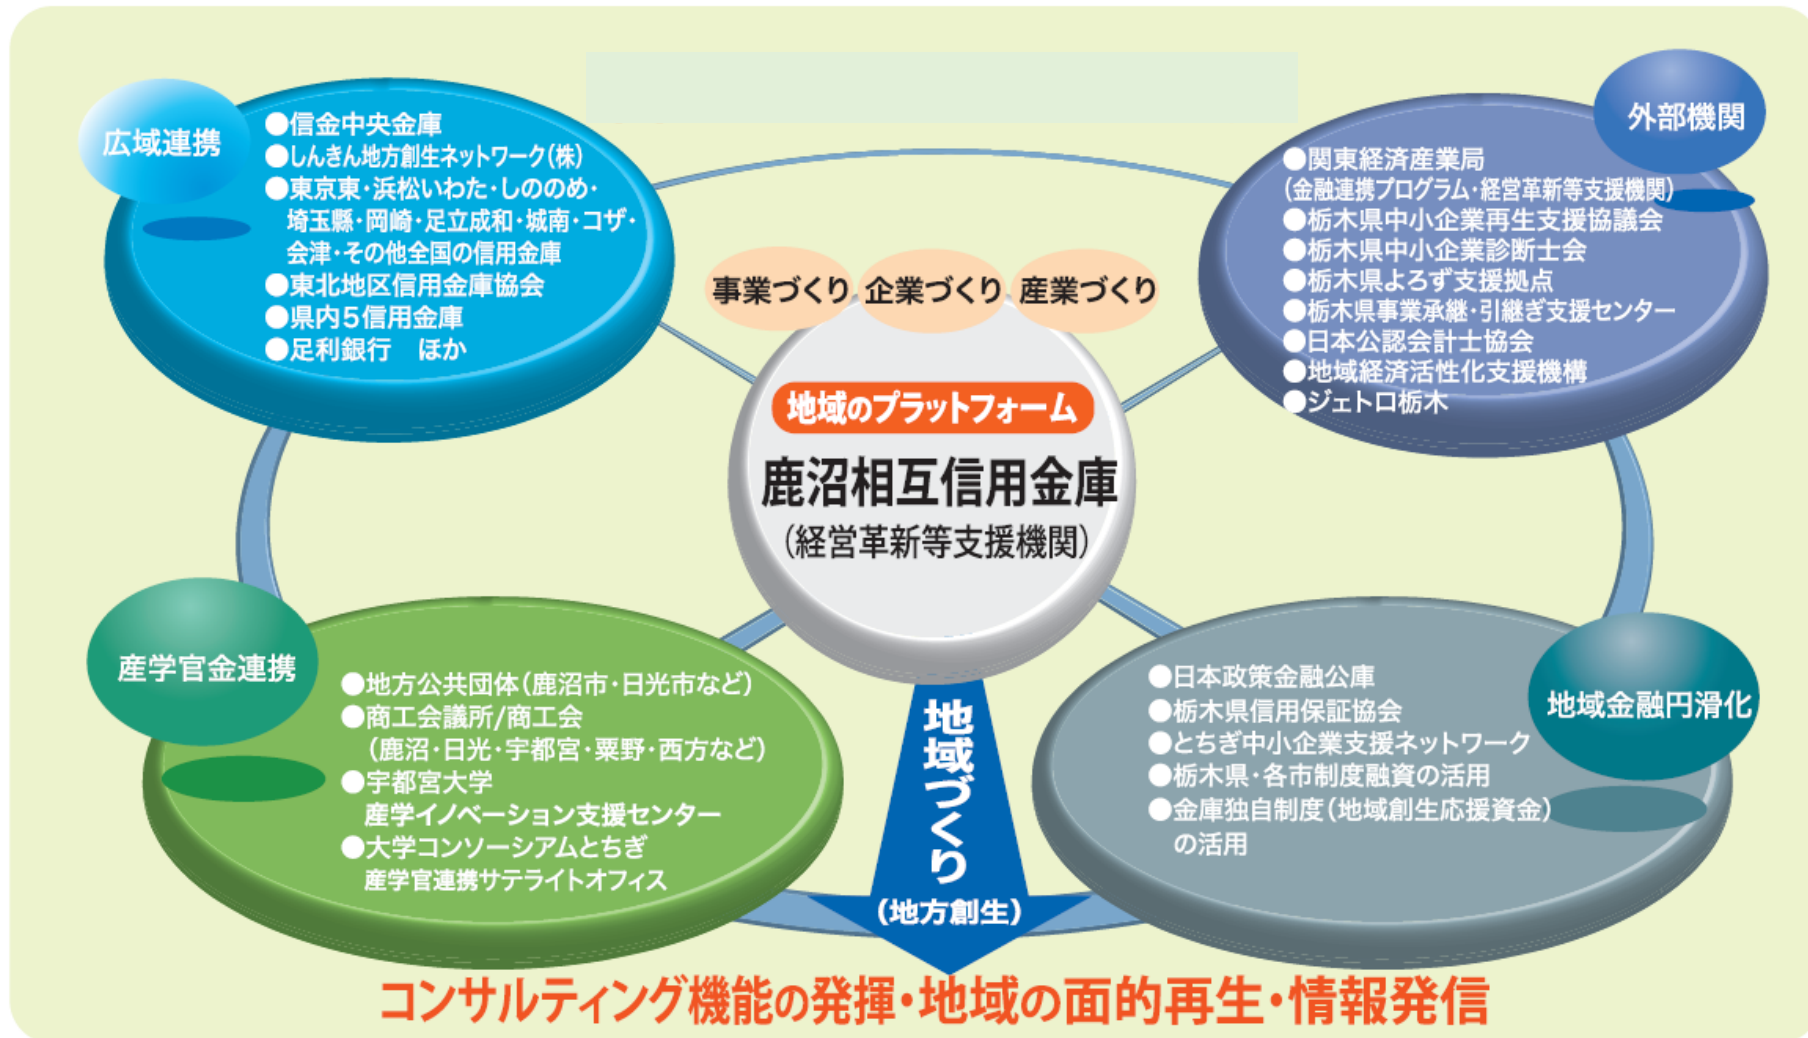 広域連携
●信金中央金庫
●しんきん地方創生ネットワーク(株)
●東京東・浜松いわた・しののめ・
埼玉縣・岡崎・足立成和・城南・コザ・
会津・その他全国の信用金庫
●東北地区信用金庫協会
●県内5信用金庫
●足利銀行　ほか
外部機関
●関東経済産業局
(金融連携プログラム・経営革新等支援機関)
●栃木県中小企業再生支援協議会
●栃木県中小企業診断士会
●栃木県よろず支援拠点
●栃木県事業承継・引継ぎ支援センター
●日本公認会計士協会
●地域経済活性化支援機構
●ジェトロ栃木
事業づくり
企業づくり
産業づくり
地域のプラットフォーム
鹿沼相互信用金庫
(経営革新等支援機関)
産学官金連携
●地方公共団体(鹿沼市・日光市など)
●商工会議所/商工会
(鹿沼・日光・宇都宮・粟野・西方など)
●宇都宮大学
産学イノベーション支援センター
●大学コンソーシアムとちぎ
産学官連携サテライトオフィス
地域金融円滑化
●日本政策金融公庫
●栃木県信用保証協会
●とちぎ中小企業支援ネットワーク
●栃木県・各市制度融資の活用
●金庫独自制度(地域創生応援資金)
の活用
地域づくり
(地方創生)
コンサルティング機能の発揮・地域の面的再生・情報発信